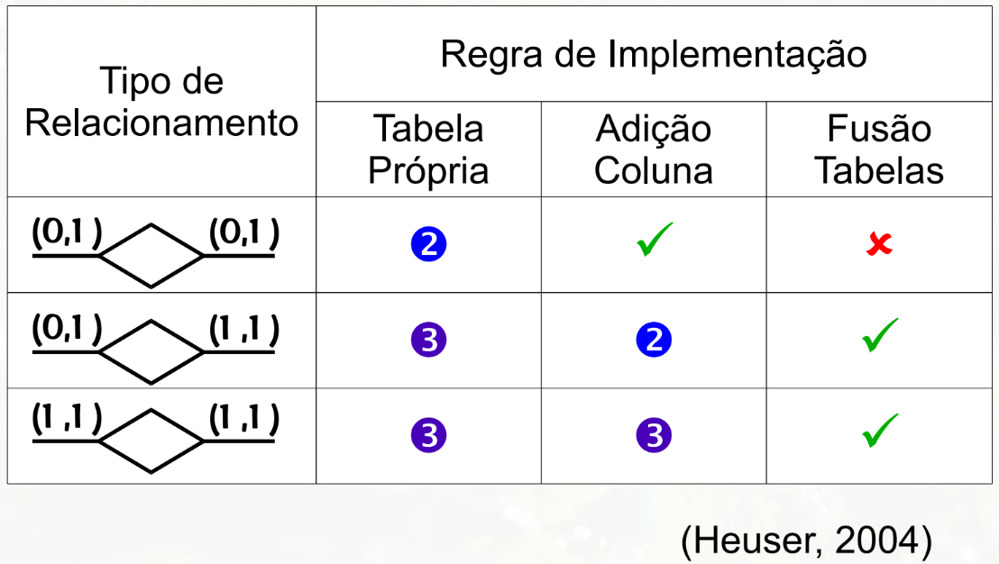 Tipo de
Relacionamento
Regra de Implementação
Tabela
Própria
Adição
Coluna
Fusão
Tabelas
(0,1) (0,1)
2 ✓ ✘
(0,1) (1,1)
3 2 ✓
(1,1) (1,1)
3 3 ✓
(Heuser, 2004)